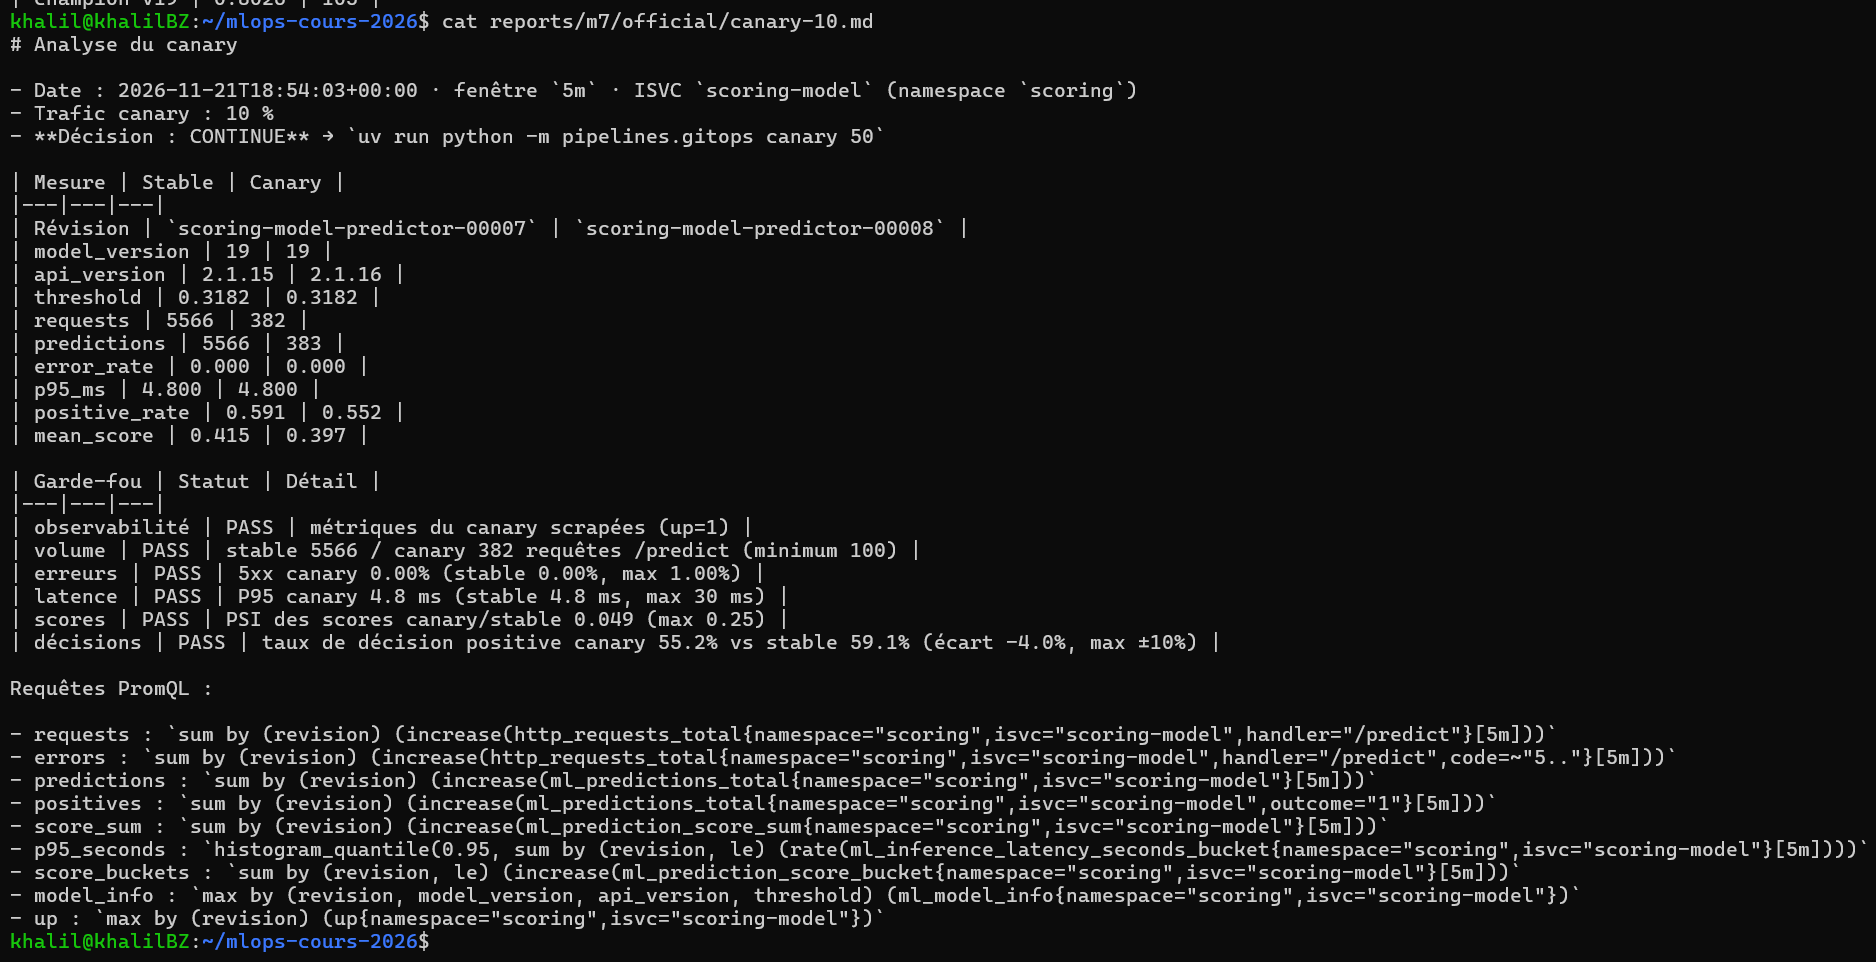 | champion v19 | 0.8028 | 103 |
khalil@khalilBZ:~/mlops-cours-2026$ cat reports/m7/official/canary-10.md
# Analyse du canary

- Date : 2026-11-21T18:54:03+00:00 · fenêtre `5m` · ISVC `scoring-model` (namespace `scoring`)
- Trafic canary : 10 %
- **Décision : CONTINUE** → `uv run python -m pipelines.gitops canary 50`

| Mesure | Stable | Canary |
|---|---|---|
| Révision | `scoring-model-predictor-00007` | `scoring-model-predictor-00008` |
| model_version | 19 | 19 |
| api_version | 2.1.15 | 2.1.16 |
| threshold | 0.3182 | 0.3182 |
| requests | 5566 | 382 |
| predictions | 5566 | 383 |
| error_rate | 0.000 | 0.000 |
| p95_ms | 4.800 | 4.800 |
| positive_rate | 0.591 | 0.552 |
| mean_score | 0.415 | 0.397 |

| Garde-fou | Statut | Détail |
|---|---|---|
| observabilité | PASS | métriques du canary scrapées (up=1) |
| volume | PASS | stable 5566 / canary 382 requêtes /predict (minimum 100) |
| erreurs | PASS | 5xx canary 0.00% (stable 0.00%, max 1.00%) |
| latence | PASS | P95 canary 4.8 ms (stable 4.8 ms, max 30 ms) |
| scores | PASS | PSI des scores canary/stable 0.049 (max 0.25) |
| décisions | PASS | taux de décision positive canary 55.2% vs stable 59.1% (écart -4.0%, max ±10%) |

Requêtes PromQL :

- requests : `sum by (revision) (increase(http_requests_total{namespace="scoring",isvc="scoring-model",handler="/predict"}[5m]))`
- errors : `sum by (revision) (increase(http_requests_total{namespace="scoring",isvc="scoring-model",handler="/predict",code=~"5.."}[5m]))`
- predictions : `sum by (revision) (increase(ml_predictions_total{namespace="scoring",isvc="scoring-model"}[5m]))`
- positives : `sum by (revision) (increase(ml_predictions_total{namespace="scoring",isvc="scoring-model",outcome="1"}[5m]))`
- score_sum : `sum by (revision) (increase(ml_prediction_score_sum{namespace="scoring",isvc="scoring-model"}[5m]))`
- p95_seconds : `histogram_quantile(0.95, sum by (revision, le) (rate(ml_inference_latency_seconds_bucket{namespace="scoring",isvc="scoring-model"}[5m])))`
- score_buckets : `sum by (revision, le) (increase(ml_prediction_score_bucket{namespace="scoring",isvc="scoring-model"}[5m]))`
- model_info : `max by (revision, model_version, api_version, threshold) (ml_model_info{namespace="scoring",isvc="scoring-model"})`
- up : `max by (revision) (up{namespace="scoring",isvc="scoring-model"})`
khalil@khalilBZ:~/mlops-cours-2026$